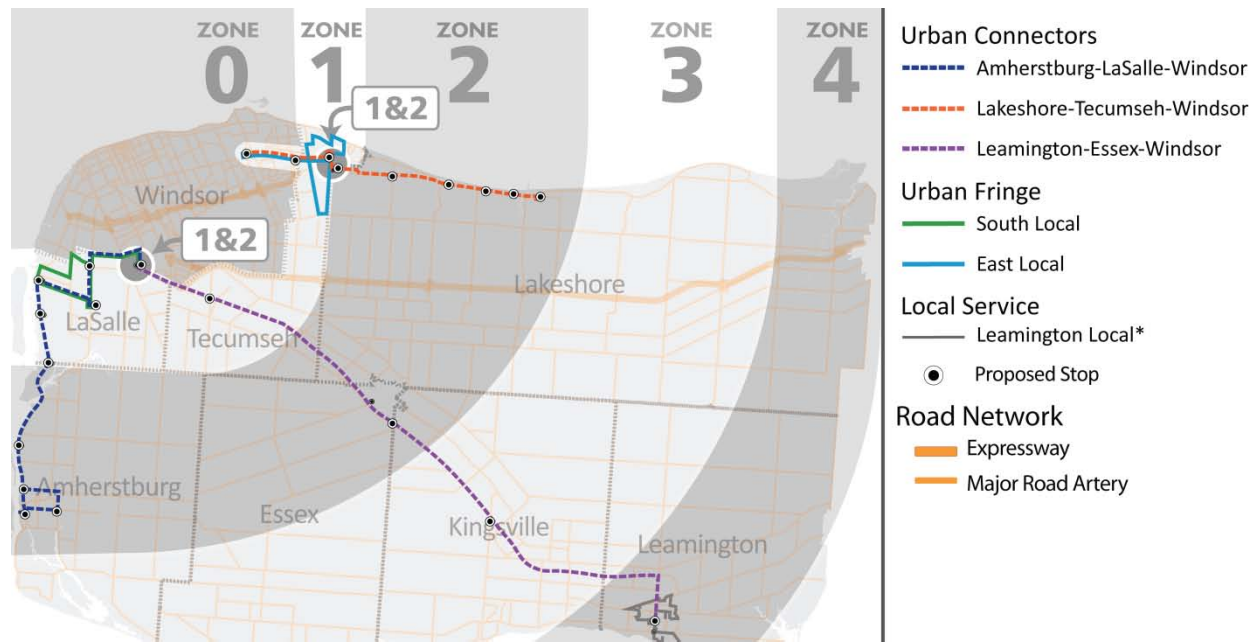 ZONE
0
ZONE
1
ZONE
2
ZONE
3
ZONE
4
1&2
Windsor
1&2
Lakeshore
LaSalle
Tecumseh
Amherstburg
Essex
Kingsville
Leamington
Urban Connectors
Amherstburg-LaSalle-Windsor
Lakeshore-Tecumseh-Windsor
Leamington-Essex-Windsor
Urban Fringe
South Local
East Local
Local Service
Leamington Local*
Proposed Stop
Road Network
Expressway
Major Road Artery